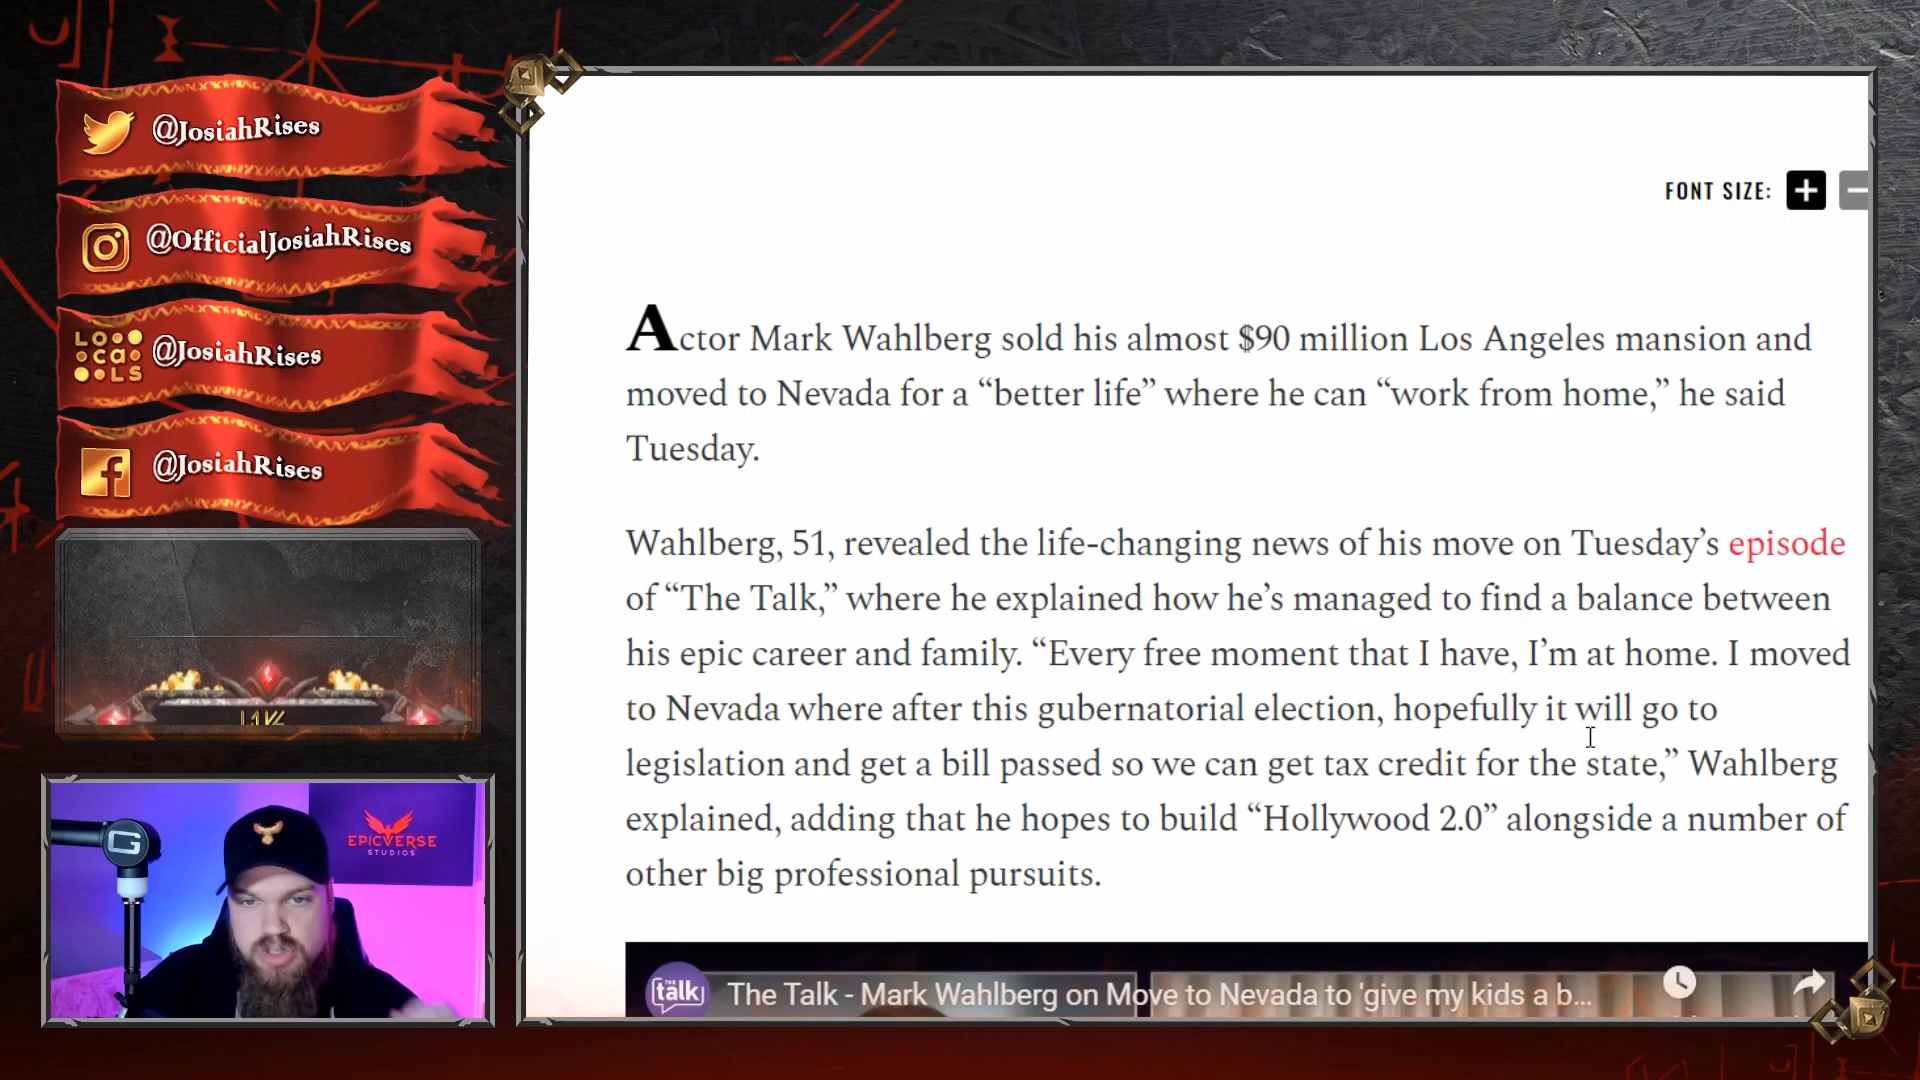 @JosiahRises
@OfficialJosiahRises
LO
ca
LS
@JosiahRises
@JosiahRises
EPICVERSE
STUDIOS
G
FONT SIZE: + −
Actor Mark Wahlberg sold his almost $90 million Los Angeles mansion and
moved to Nevada for a “better life” where he can “work from home,” he said
Tuesday.
Wahlberg, 51, revealed the life-changing news of his move on Tuesday’s episode
of “The Talk,” where he explained how he’s managed to find a balance between
his epic career and family. “Every free moment that I have, I’m at home. I moved
to Nevada where after this gubernatorial election, hopefully it will go to
legislation and get a bill passed so we can get tax credit for the state,” Wahlberg
explained, adding that he hopes to build “Hollywood 2.0” alongside a number of
other big professional pursuits.
THE talk
The Talk - Mark Wahlberg on Move to Nevada to 'give my kids a b...